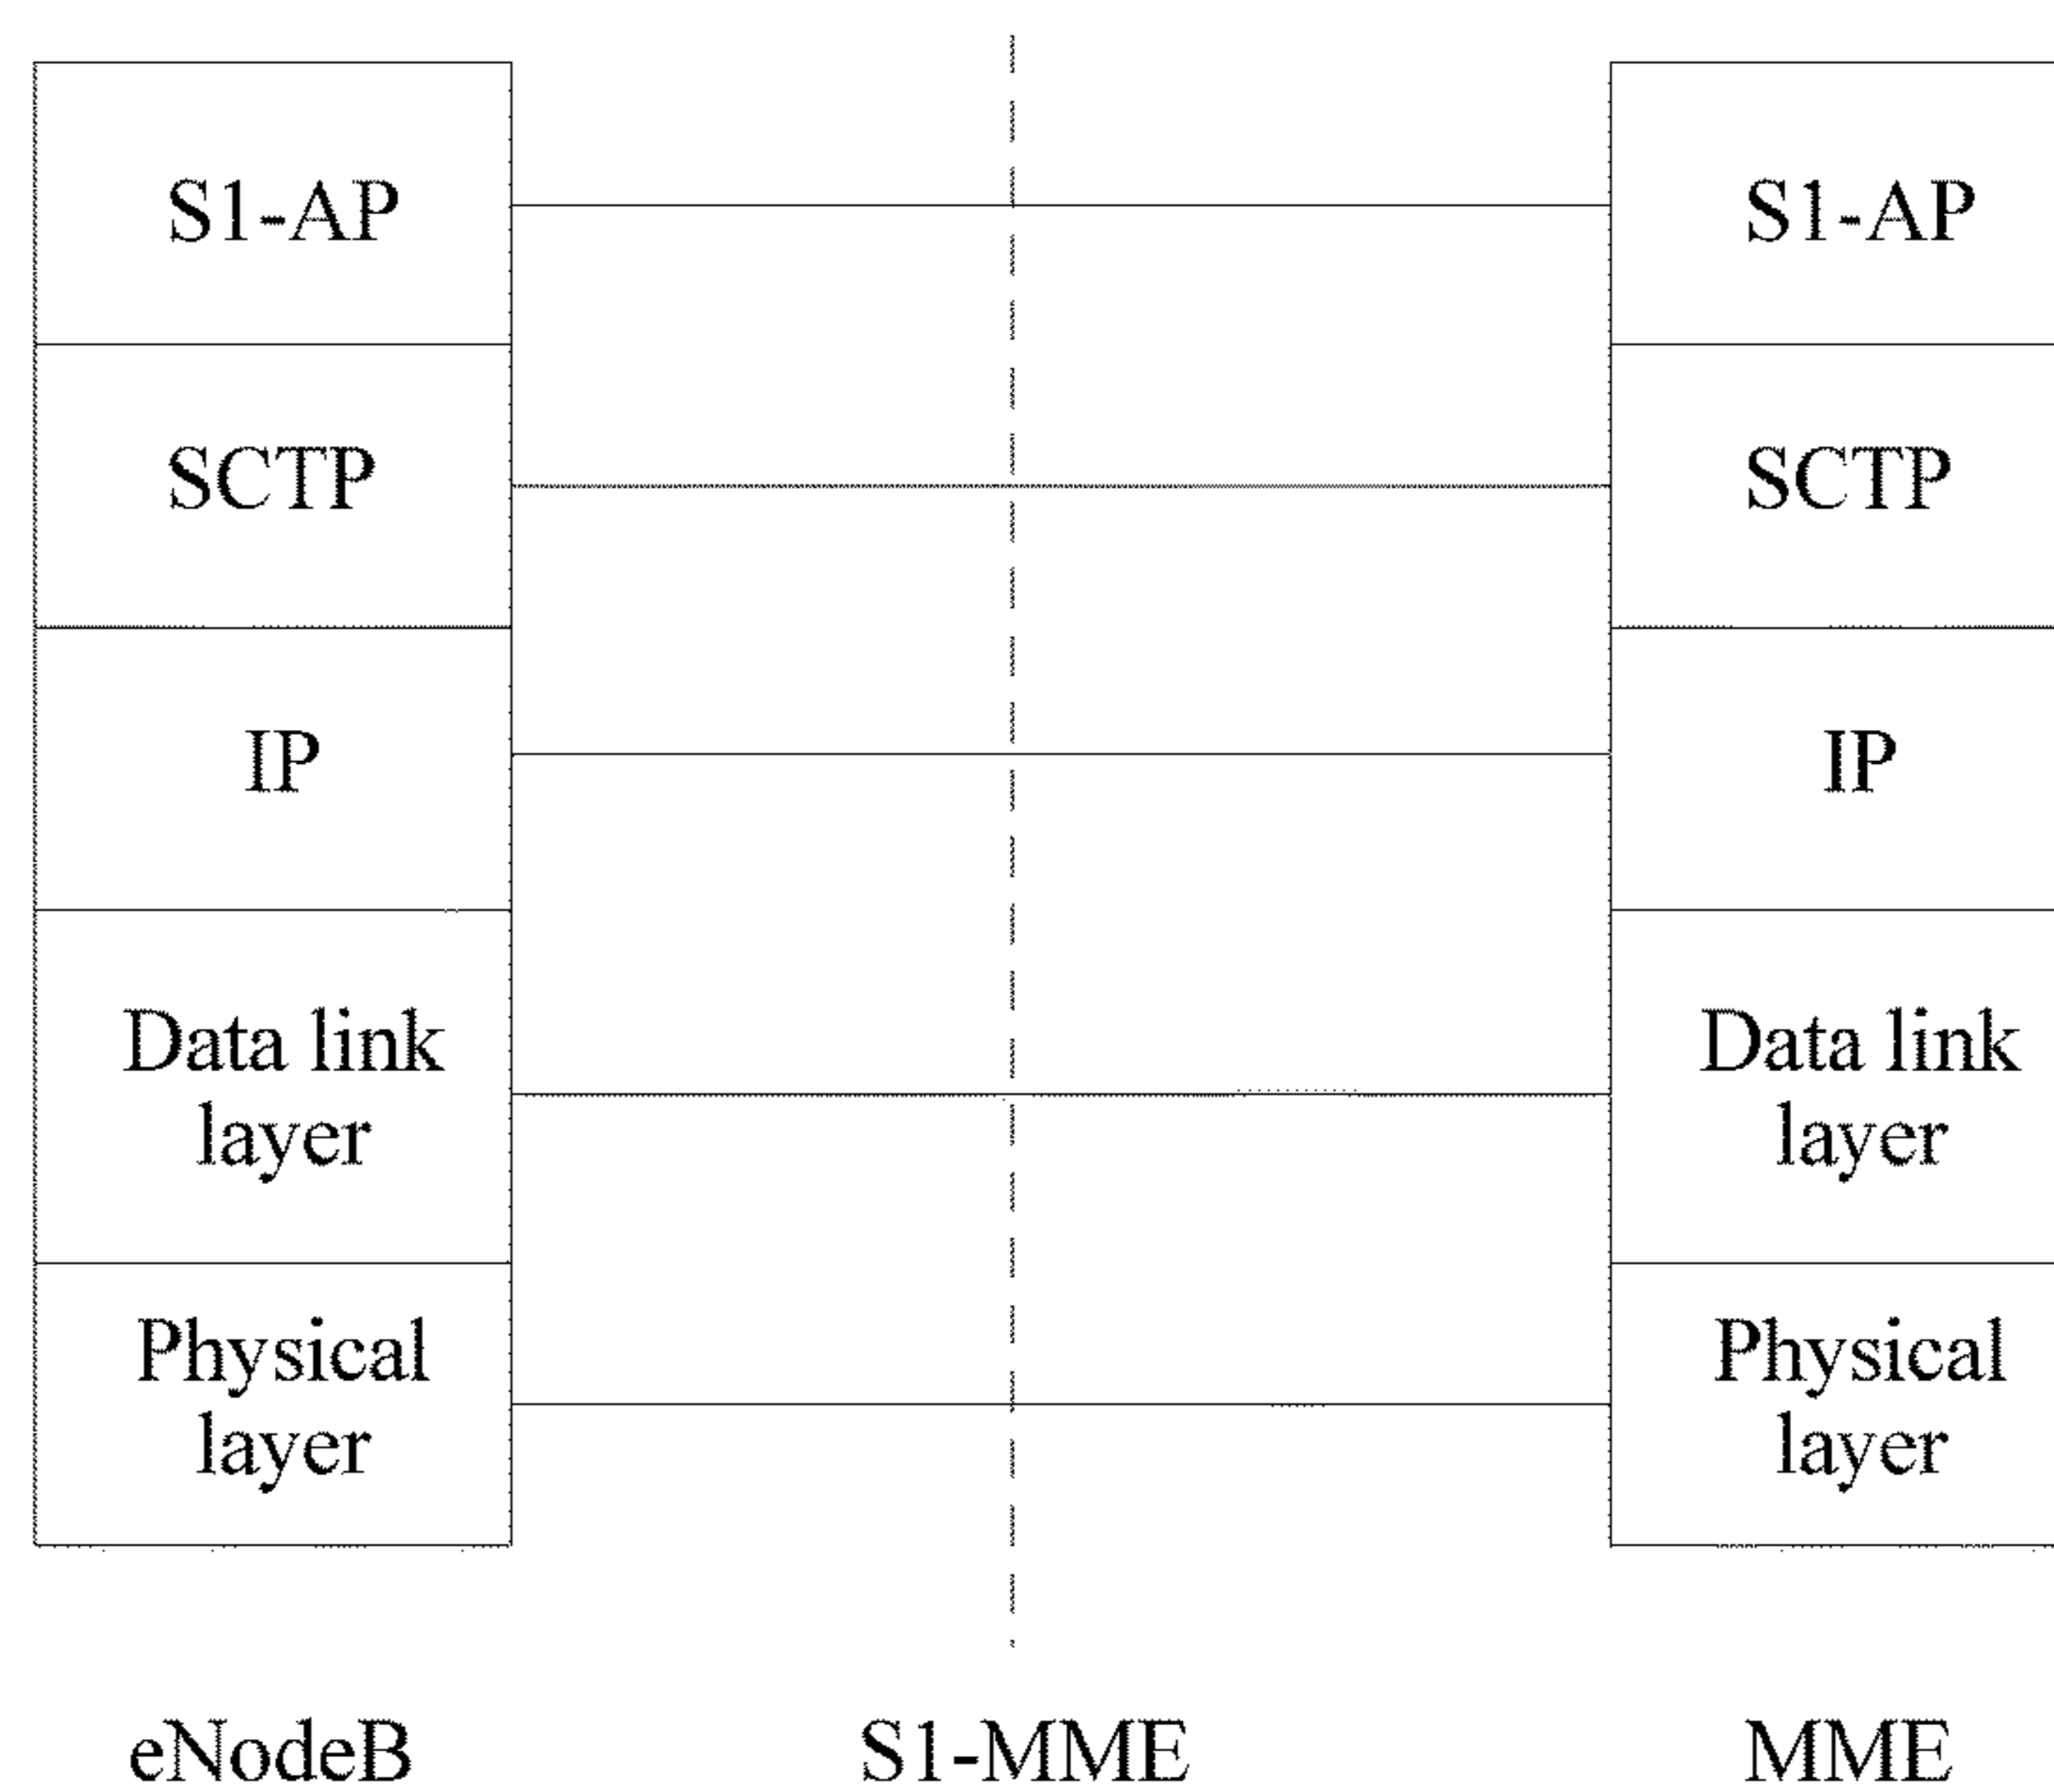 S1-AP
S1-AP
SCTP
SCTP
IP
IP
Data link
layer
Data link
layer
Physical
layer
Physical
layer
eNodeB
S1-MME
MME